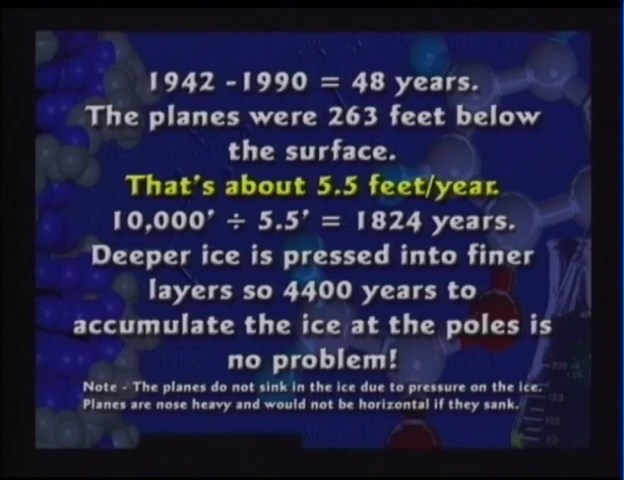 1942 -1990 = 48 years.
The planes were 263 feet below
the surface.
That's about 5.5 feet/year.
10,000' ÷ 5.5' = 1824 years.
Deeper ice is pressed into finer
layers so 4400 years to
accumulate the ice at the poles is
no problem!
Note - The planes do not sink in the ice due to pressure on the ice.
Planes are nose heavy and would not be horizontal if they sank.